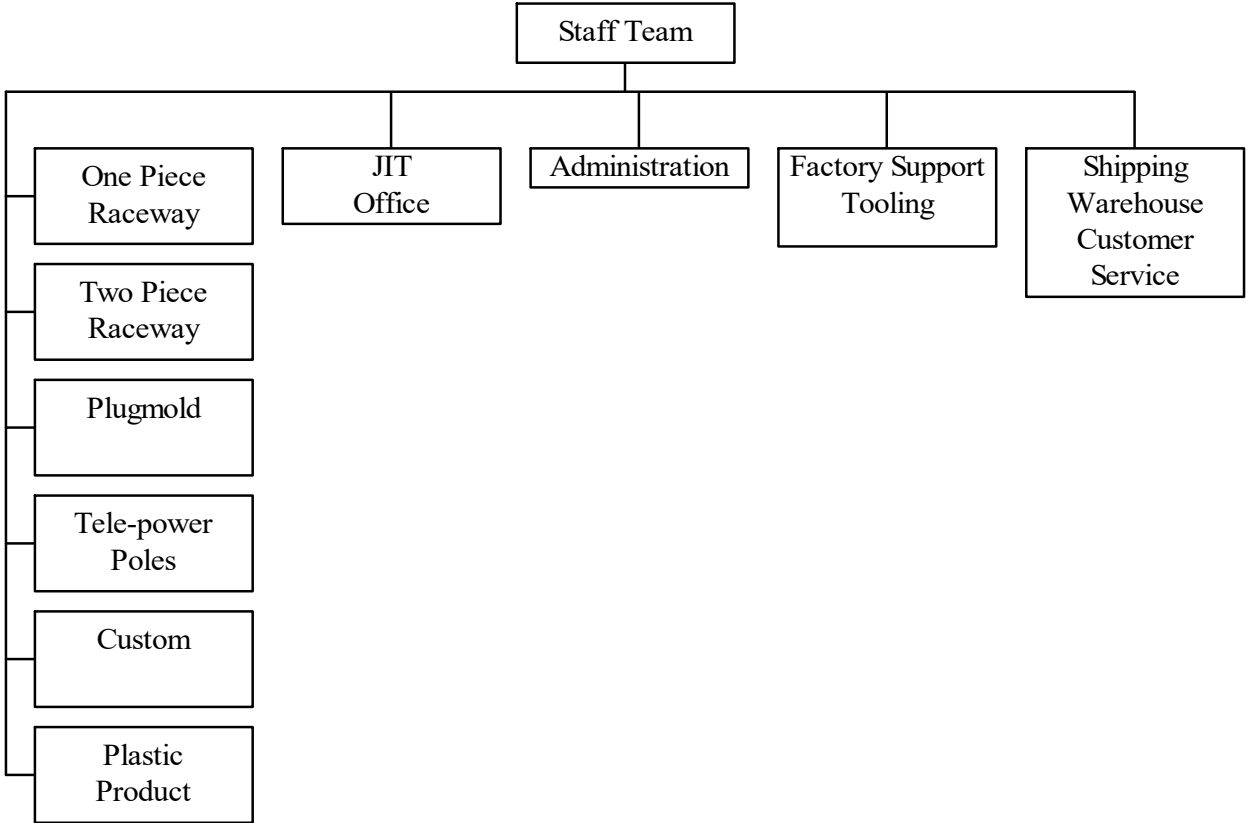 Staff Team
One Piece
Raceway
JIT
Office
Administration
Factory Support
Tooling
Shipping
Warehouse
Customer
Service
Two Piece
Raceway
Plugmold
Tele-power
Poles
Custom
Plastic
Product